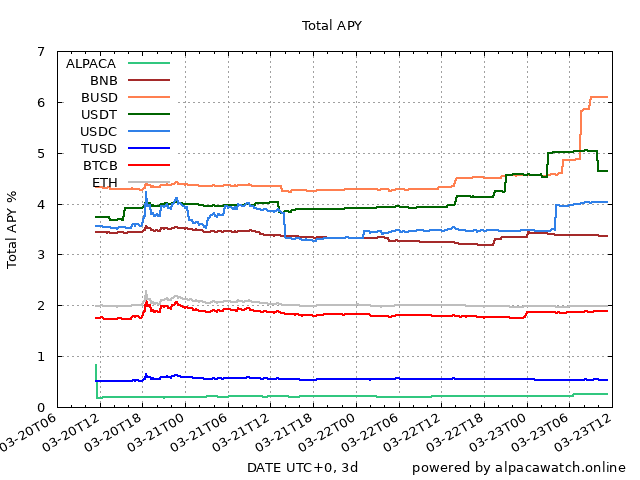 Total APY
Total APY %
7
6
5
4
3
2
1
0
ALPACA
BNB
BUSD
USDT
USDC
TUSD
BTCB
ETH
03-20T06
03-20T12
03-20T18
03-21T00
03-21T06
03-21T12
03-21T18
03-22T00
03-22T06
03-22T12
03-22T18
03-23T00
03-23T06
03-23T12
DATE UTC+0, 3d
powered by alpacawatch.online